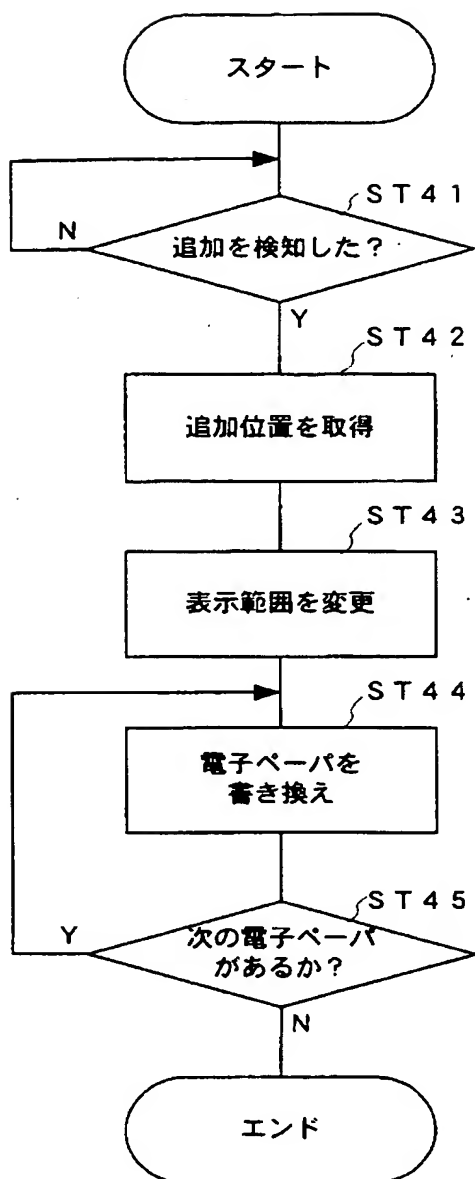 スタート
ST41
N
追加を検知した?
Y
ST42
追加位置を取得
ST43
表示範囲を変更
ST44
電子ペーパを
書き換え
ST45
Y
次の電子ペーパ
があるか?
N
エンド